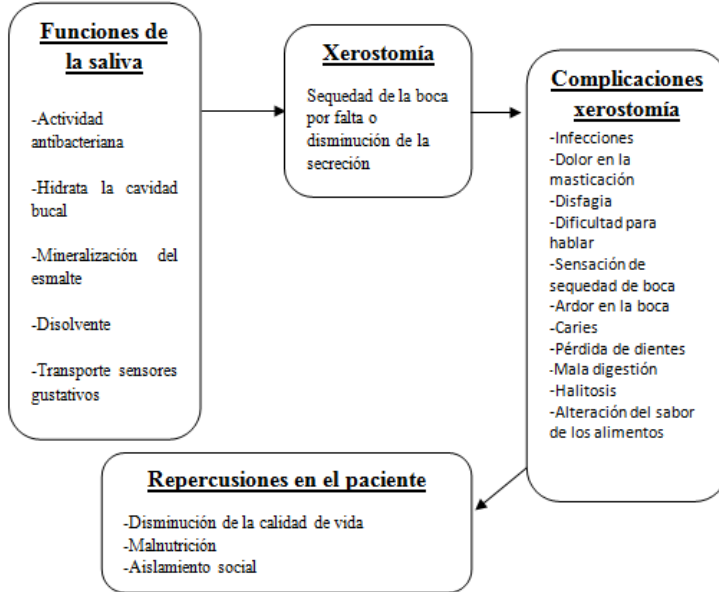 Funciones de
la saliva
-Actividad
antibacteriana
-Hidrata la cavidad
bucal
-Mineralización del
esmalte
-Disolvente
-Transporte sensores
gustativos
Xerostomía
Sequedad de la boca
por falta o
disminución de la
secreción
Complicaciones
xerostomía
-Infecciones
-Dolor en la
masticación
-Disfagia
-Dificultad para
hablar
-Sensación de
sequedad de boca
-Ardor en la boca
-Caries
-Pérdida de dientes
-Mala digestión
-Halitosis
-Alteración del sabor
de los alimentos
Repercusiones en el paciente
-Disminución de la calidad de vida
-Malnutrición
-Aislamiento social